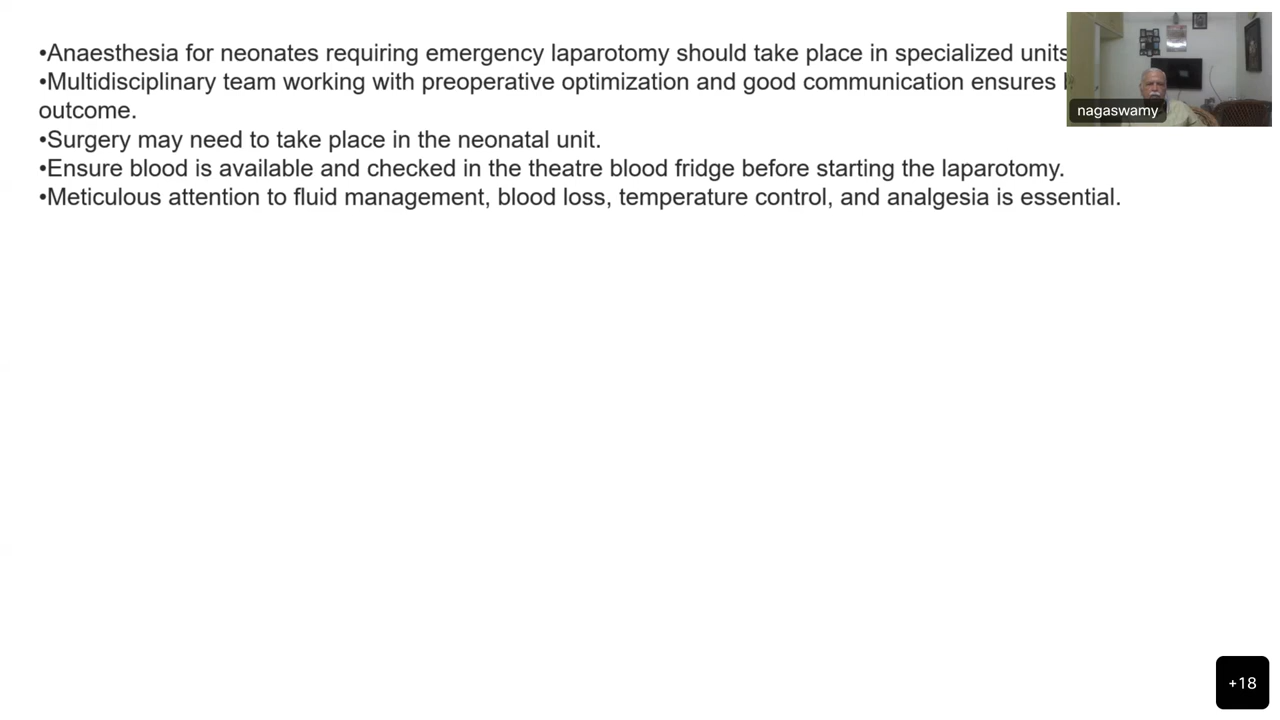 •Anaesthesia for neonates requiring emergency laparotomy should take place in specialized units
•Multidisciplinary team working with preoperative optimization and good communication ensures
outcome.
•Surgery may need to take place in the neonatal unit.
•Ensure blood is available and checked in the theatre blood fridge before starting the laparotomy.
•Meticulous attention to fluid management, blood loss, temperature control, and analgesia is essential.
nagaswamy
+18